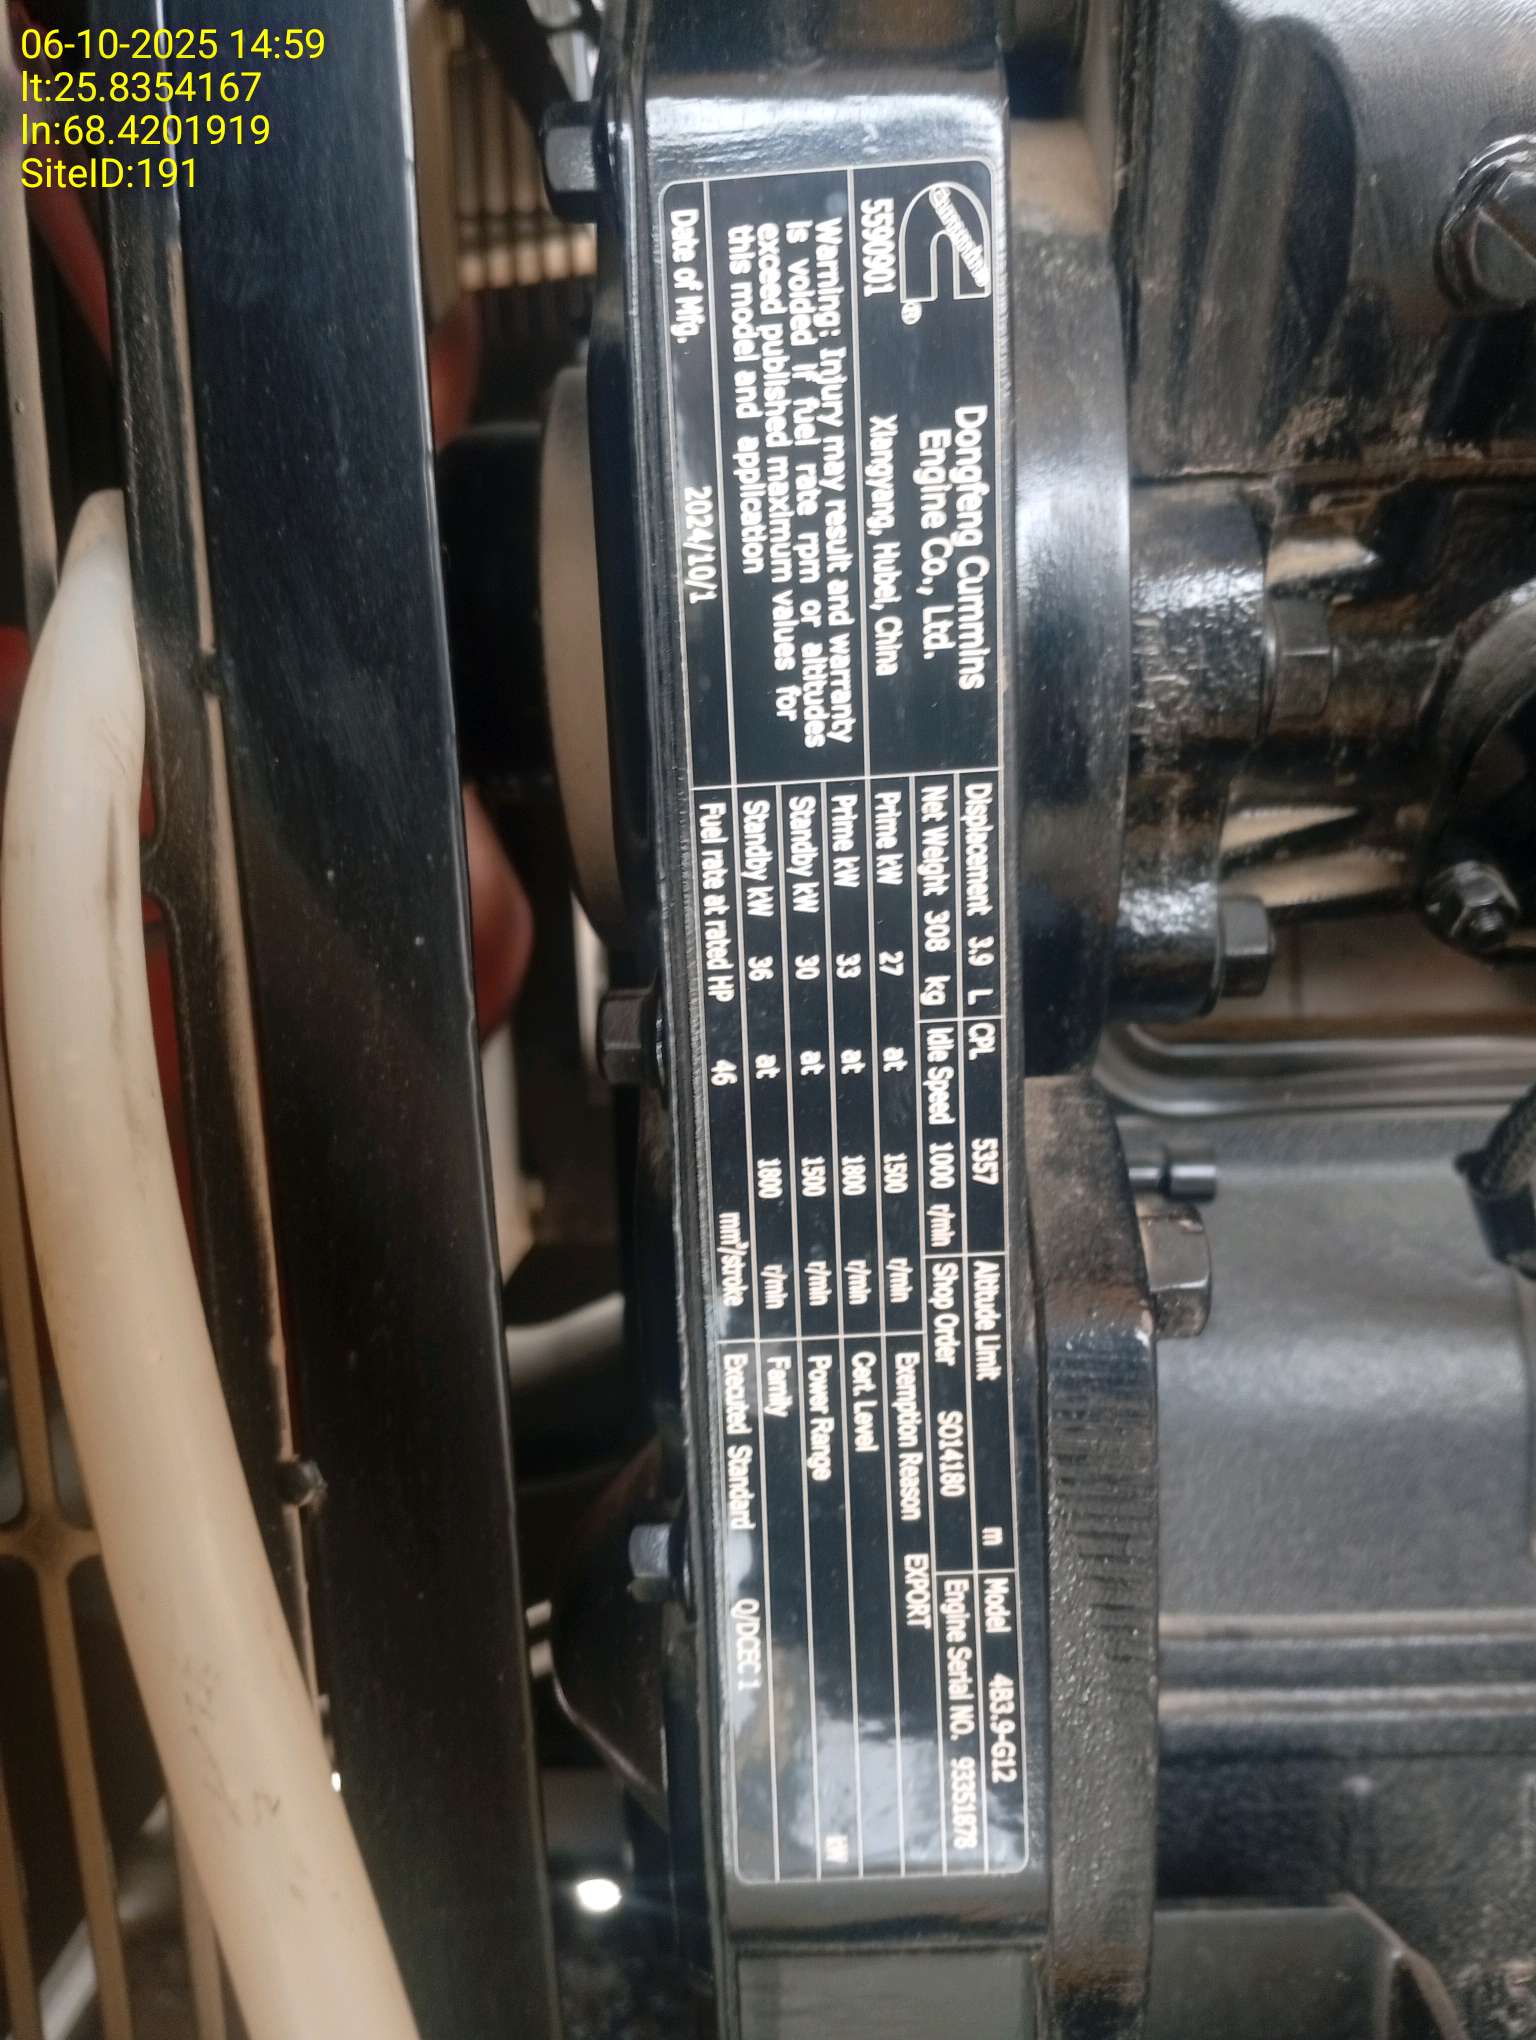 06-10-2025 14:59
lt:25.8354167
ln:68.4201919
SiteID:191
Cummins ®
Dongfeng Cummins
Engine Co., Ltd.
5590901 Xiangyang, Hubei, China
Warning: Injury may result and warranty
is voided if fuel rate rpm or altitudes
exceed published maximum values for
this model and application
Date of Mfg. 2024/10/1
Displacement 3.9 L CPL 5357 Altitude Limit m Model 4B3.9-G12
Net Weight 308 kg Idle Speed 1000 r/min Shop Order SO14180 Engine Serial NO. 93351878
Prime kW 27 at 1500 r/min Exemption Reason EXPORT
Prime kW 33 at 1800 r/min Cert. Level
Standby kW 30 at 1500 r/min Power Range kW
Standby kW 36 at 1800 r/min Family
Fuel rate at rated HP 46 mm³/stroke Executed Standard Q/DCEC1